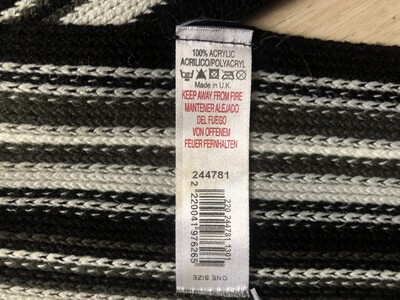 100% ACRYLIC
ACRILICO/POLYACRYL
Made in U.K.
KEEP AWAY FROM FIRE
MANTENER ALEJADO
DEL FUEGO
VON OFFENEM
FEUER FERNHALTEN
244781
220 244781 1301
2 220041 976265
ONE SIZE